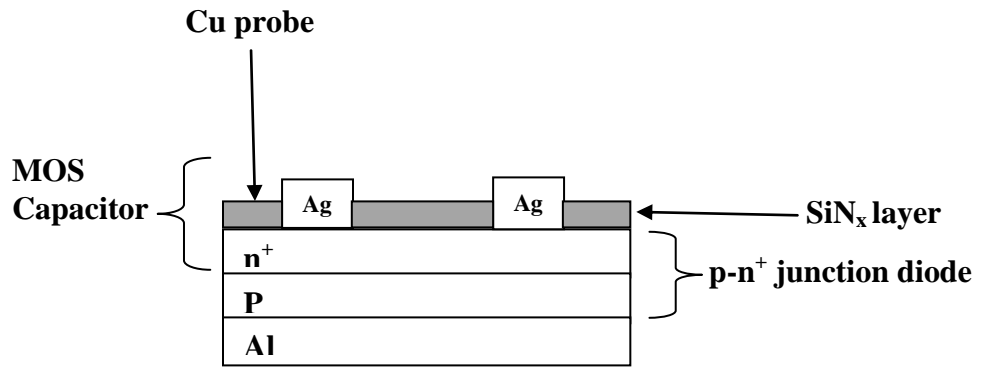 Cu probe
MOS
Capacitor
Ag
Ag
SiNx layer
n+
p-n+ junction diode
P
Al